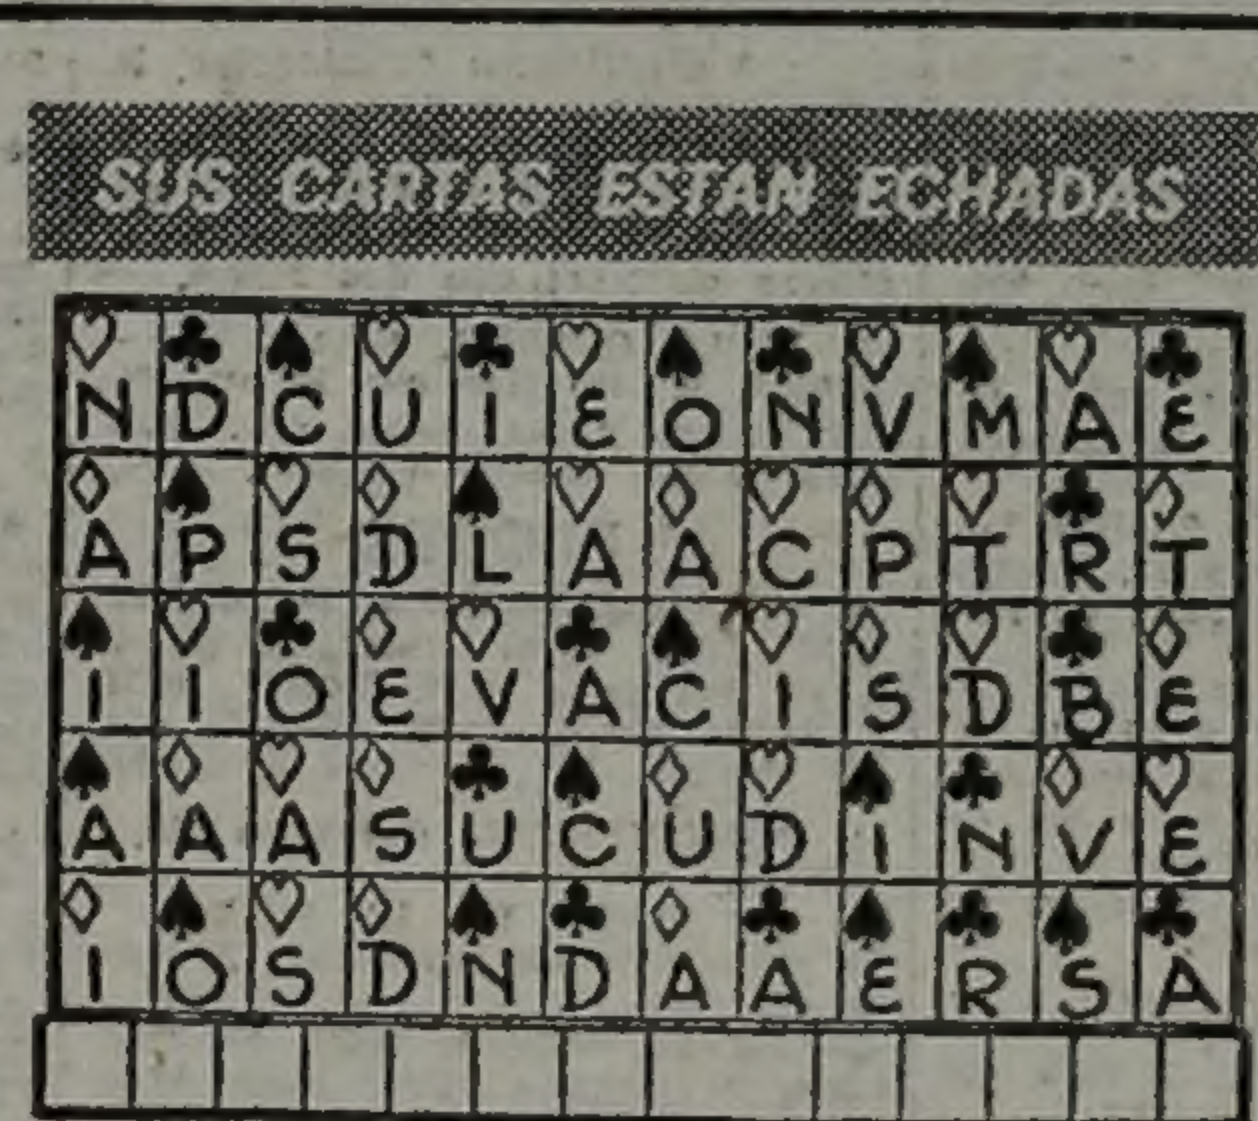 SUS CARTAS ESTAN ECHADAS
N D C U I E O N V M A E
A P S D L A A C P T R T
I I O E V A C I S D B E
A A A S U C U D I N V E
I O S D N D A A E R S A